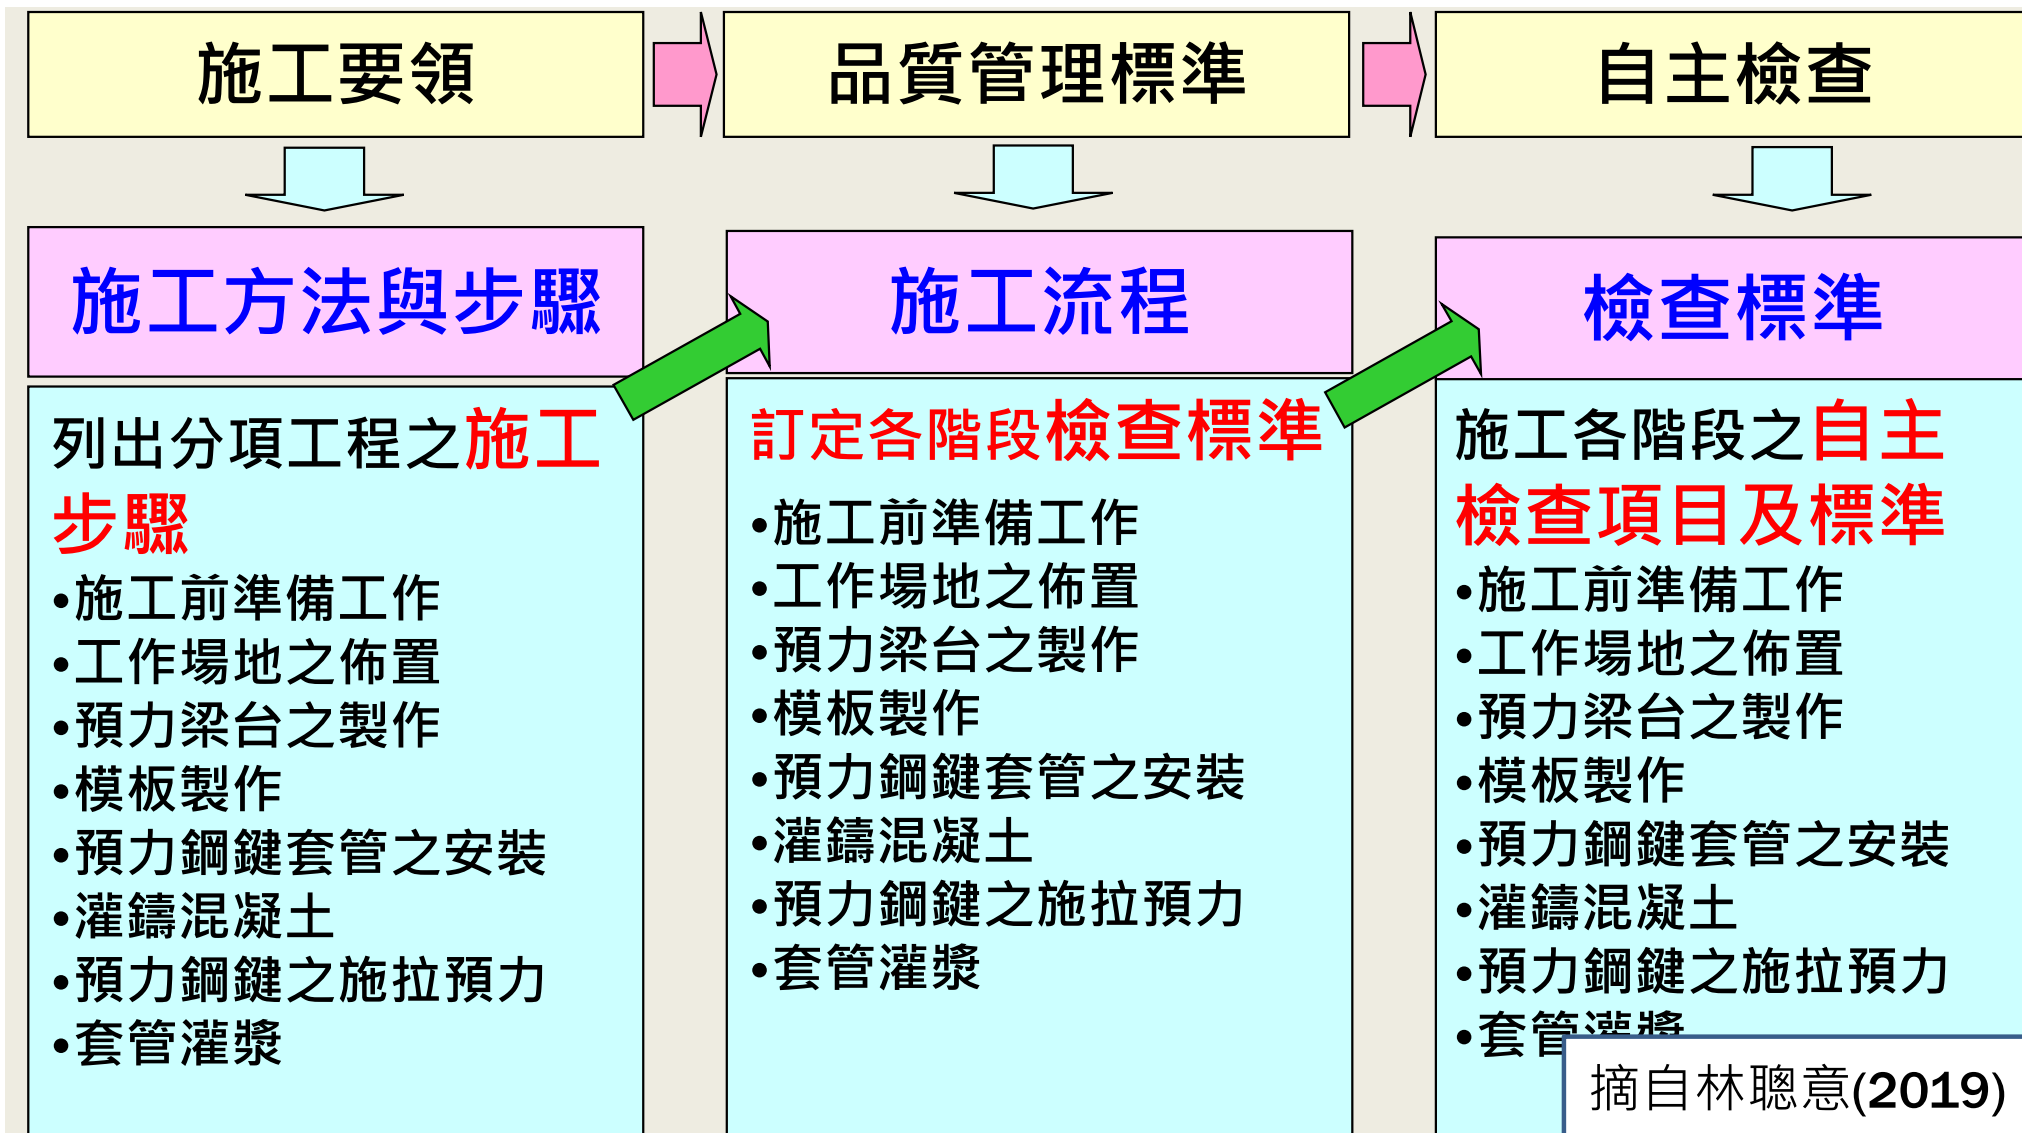 施工要領
品質管理標準
自主檢查
施工方法與步驟
列出分項工程之施工
步驟
•施工前準備工作
•工作場地之佈置
•預力梁台之製作
•模板製作
•預力鋼鍵套管之安裝
•灌鑄混凝土
•預力鋼鍵之施拉預力
•套管灌漿
施工流程
訂定各階段檢查標準
•施工前準備工作
•工作場地之佈置
•預力梁台之製作
•模板製作
•預力鋼鍵套管之安裝
•灌鑄混凝土
•預力鋼鍵之施拉預力
•套管灌漿
檢查標準
施工各階段之自主
檢查項目及標準
•施工前準備工作
•工作場地之佈置
•預力梁台之製作
•模板製作
•預力鋼鍵套管之安裝
•灌鑄混凝土
•預力鋼鍵之施拉預力
•套管灌漿
摘自林聰意(2019)